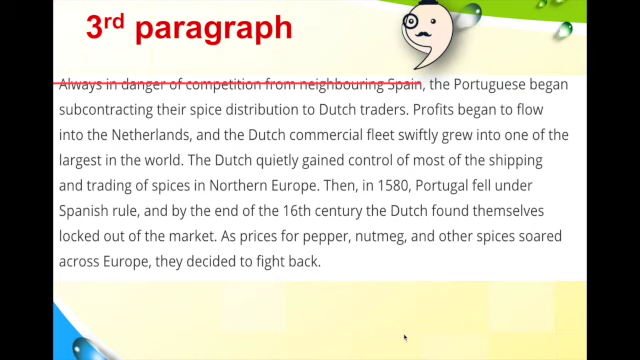 3rd paragraph
Always in danger of competition from neighbouring Spain, the Portuguese began
subcontracting their spice distribution to Dutch traders. Profits began to flow
into the Netherlands, and the Dutch commercial fleet swiftly grew into one of the
largest in the world. The Dutch quietly gained control of most of the shipping
and trading of spices in Northern Europe. Then, in 1580, Portugal fell under
Spanish rule, and by the end of the 16th century the Dutch found themselves
locked out of the market. As prices for pepper, nutmeg, and other spices soared
across Europe, they decided to fight back.